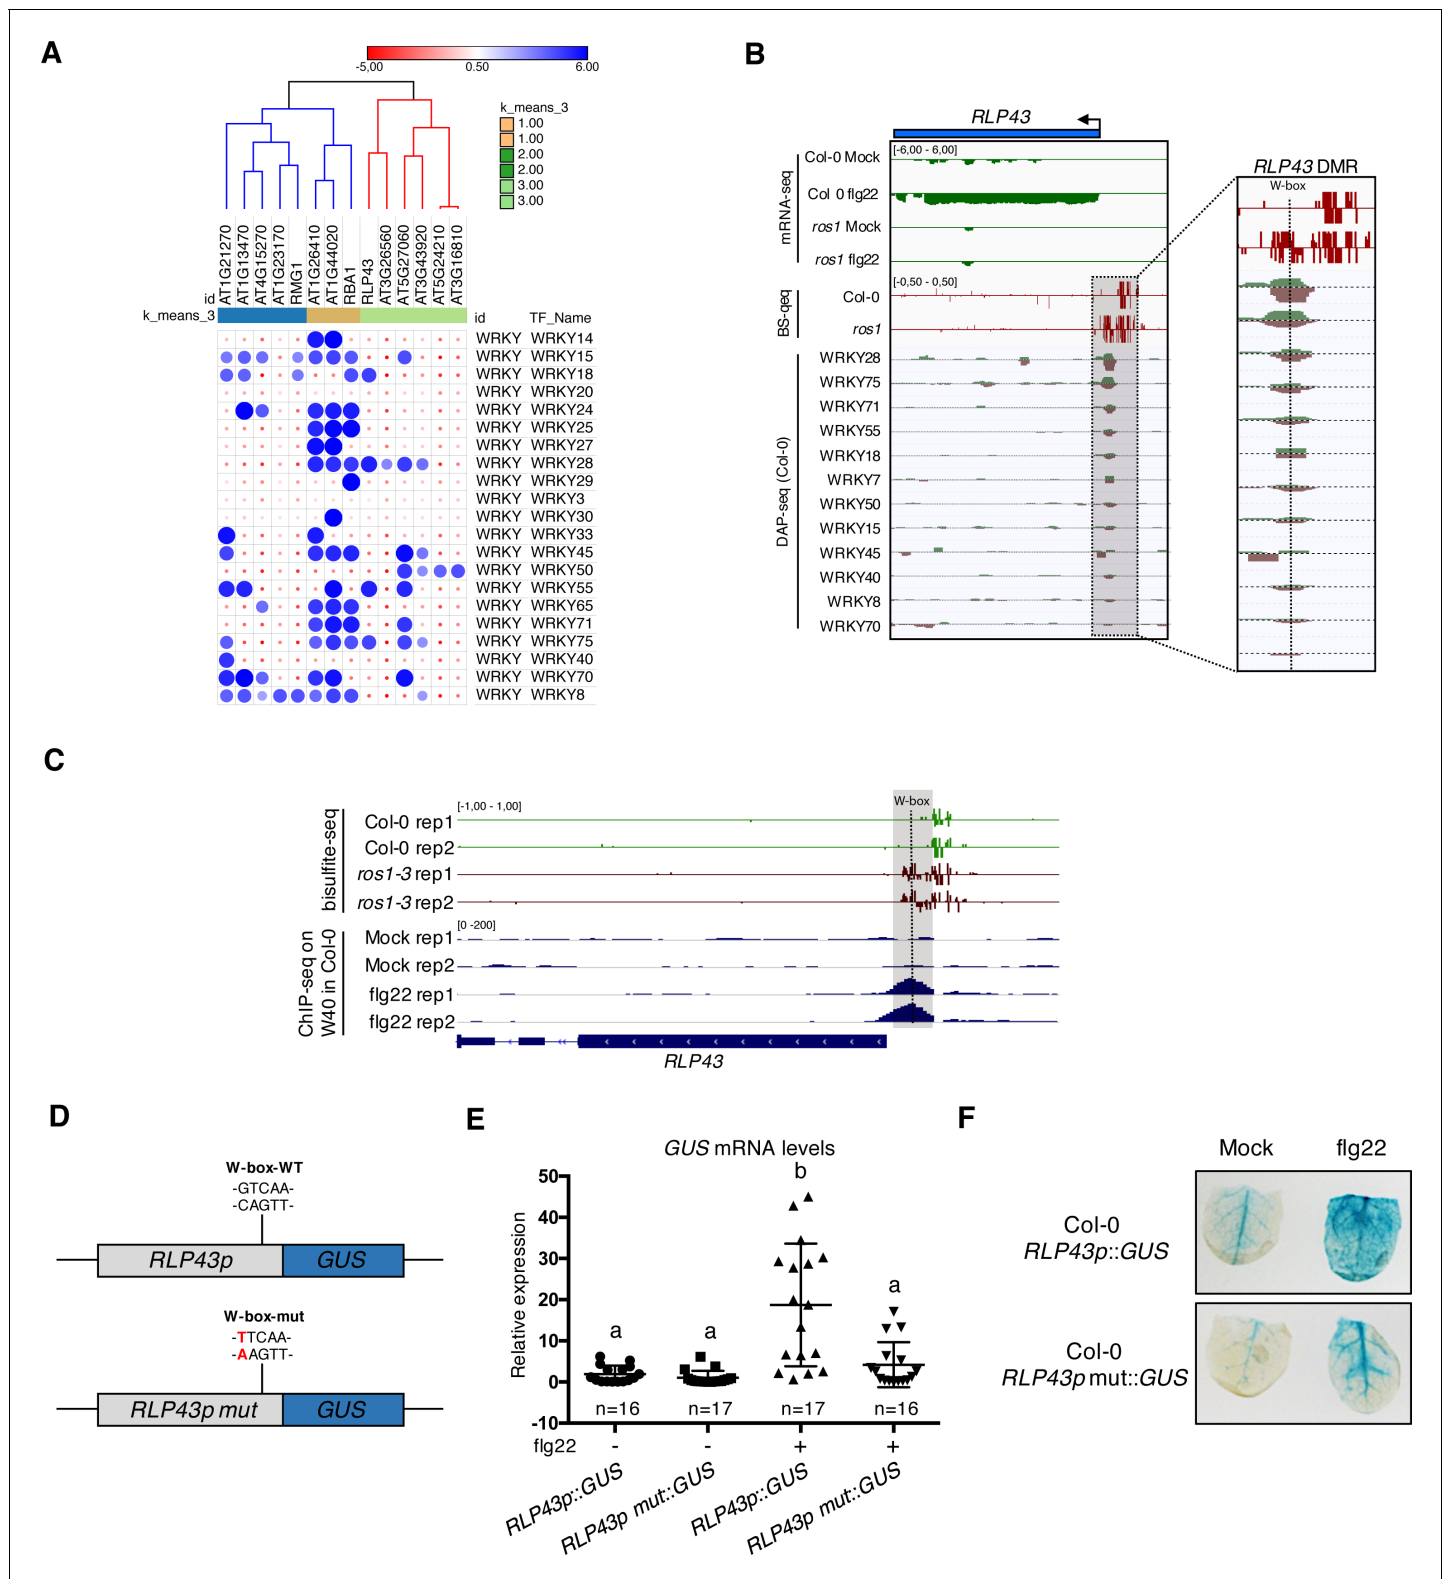 A
-5,00 0.50 6.00
k_means_3
1.00
1.00
2.00
2.00
3.00
3.00
id AT1G21270 AT1G13470 AT4G15270 AT1G23170 RMG1 AT1G26410 AT1G44020 RBA1 RLP43 AT3G26560 AT5G27060 AT3G43920 AT5G24210 AT3G16810
k_means_3 id TF_Name
WRKY WRKY14
WRKY WRKY15
WRKY WRKY18
WRKY WRKY20
WRKY WRKY24
WRKY WRKY25
WRKY WRKY27
WRKY WRKY28
WRKY WRKY29
WRKY WRKY3
WRKY WRKY30
WRKY WRKY33
WRKY WRKY45
WRKY WRKY50
WRKY WRKY55
WRKY WRKY65
WRKY WRKY71
WRKY WRKY75
WRKY WRKY40
WRKY WRKY70
WRKY WRKY8
B
RLP43
mRNA-seq
[-6,00 - 6,00]
Col-0 Mock
Col 0 flg22
ros1 Mock
ros1 flg22
BS-qeq
[-0,50 - 0,50]
Col-0
ros1
DAP-seq (Col-0)
WRKY28
WRKY75
WRKY71
WRKY55
WRKY18
WRKY7
WRKY50
WRKY15
WRKY45
WRKY40
WRKY8
WRKY70
RLP43 DMR
W-box
C
bisulfite-seq
[-1,00 - 1,00]
W-box
Col-0 rep1
Col-0 rep2
ros1-3 rep1
ros1-3 rep2
ChIP-seq on
W40 in Col-0
[0 -200]
Mock rep1
Mock rep2
flg22 rep1
flg22 rep2
RLP43
D
W-box-WT
-GTCAA-
-CAGTT-
RLP43p GUS
W-box-mut
-TTCAA-
-AAGTT-
RLP43p mut GUS
E
GUS mRNA levels
Relative expression
50
40
30
20
10
0
-10
a a b a
n=16 n=17 n=17 n=16
flg22 - - + +
RLP43p::GUS RLP43p mut::GUS RLP43p::GUS RLP43p mut::GUS
F
Mock flg22
Col-0
RLP43p::GUS
Col-0
RLP43p mut::GUS